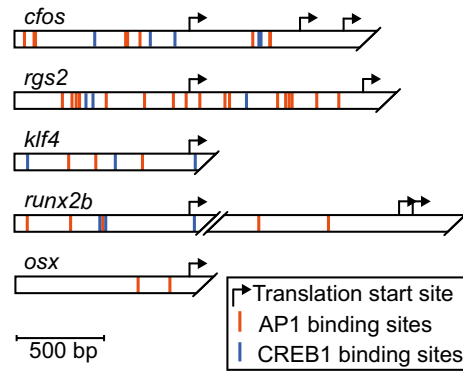 cfos
rgs2
klf4
runx2b
osx
500 bp
Translation start site
AP1 binding sites
CREB1 binding sites